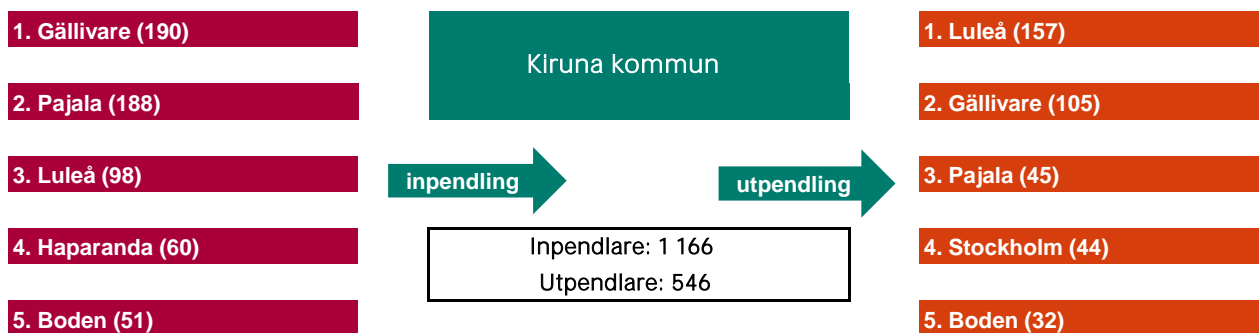 1. Gällivare (190)
2. Pajala (188)
3. Luleå (98)
4. Haparanda (60)
5. Boden (51)
Kiruna kommun
inpendling
utpendling
Inpendlare: 1 166
Utpendlare: 546
1. Luleå (157)
2. Gällivare (105)
3. Pajala (45)
4. Stockholm (44)
5. Boden (32)